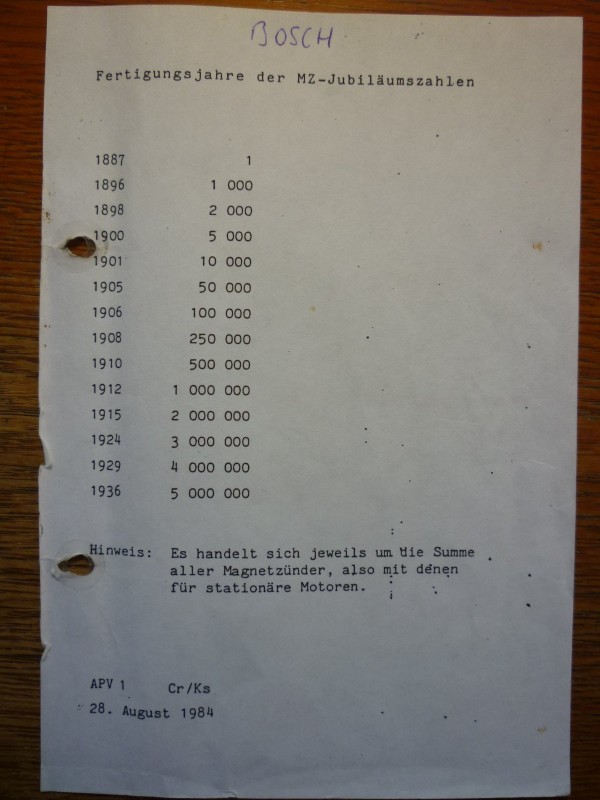 BOSCH
Fertigungsjahre der MZ-Jubiläumszahlen
1887 1
1896 1 000
1898 2 000
1900 5 000
1901 10 000
1905 50 000
1906 100 000
1908 250 000
1910 500 000
1912 1 000 000
1915 2 000 000
1924 3 000 000
1929 4 000 000
1936 5 000 000
Hinweis: Es handelt sich jeweils um die Summe
aller Magnetzünder, also mit denen
für stationäre Motoren.
APV 1 Cr/Ks
28. August 1984